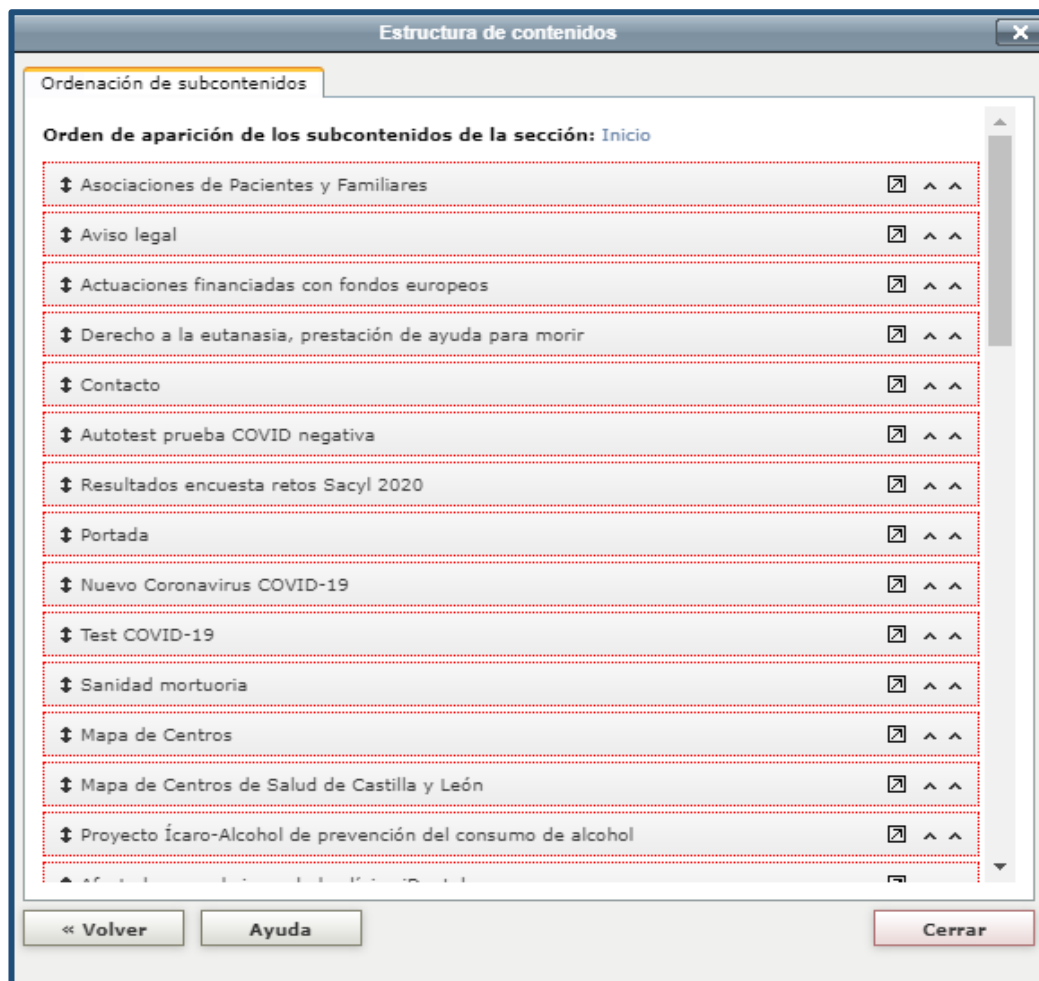 Estructura de contenidos
Ordenación de subcontenidos
Orden de aparición de los subcontenidos de la sección: Inicio
Asociaciones de Pacientes y Familiares
Aviso legal
Actuaciones financiadas con fondos europeos
Derecho a la eutanasia, prestación de ayuda para morir
Contacto
Autotest prueba COVID negativa
Resultados encuesta retos Sacyl 2020
Portada
Nuevo Coronavirus COVID-19
Test COVID-19
Sanidad mortuoria
Mapa de Centros
Mapa de Centros de Salud de Castilla y León
Proyecto Ícaro-Alcohol de prevención del consumo de alcohol
« Volver
Ayuda
Cerrar